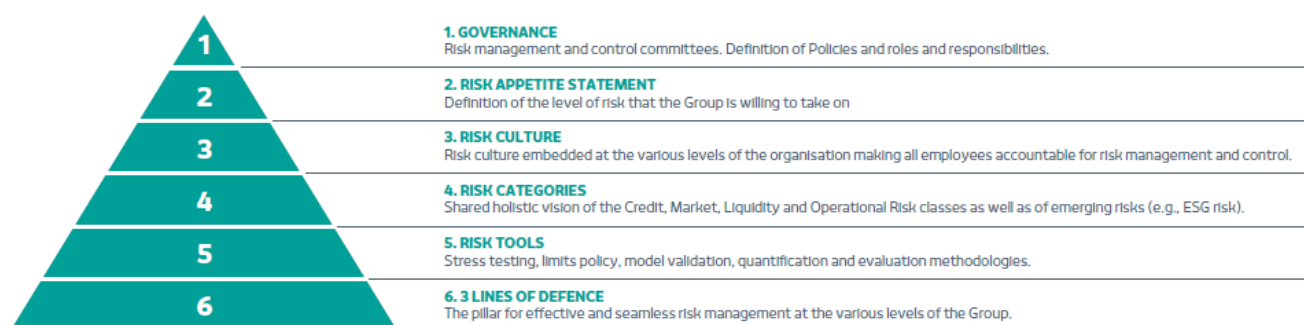 1
1. GOVERNANCE
Risk management and control committees. Definition of Policies and roles and responsibilities.
2
2. RISK APPETITE STATEMENT
Definition of the level of risk that the Group is willing to take on
3
3. RISK CULTURE
Risk culture embedded at the various levels of the organisation making all employees accountable for risk management and control.
4
4. RISK CATEGORIES
Shared holistic vision of the Credit, Market, Liquidity and Operational Risk classes as well as of emerging risks (e.g., ESG risk).
5
5. RISK TOOLS
Stress testing, limits policy, model validation, quantification and evaluation methodologies.
6
6. 3 LINES OF DEFENCE
The pillar for effective and seamless risk management at the various levels of the Group.